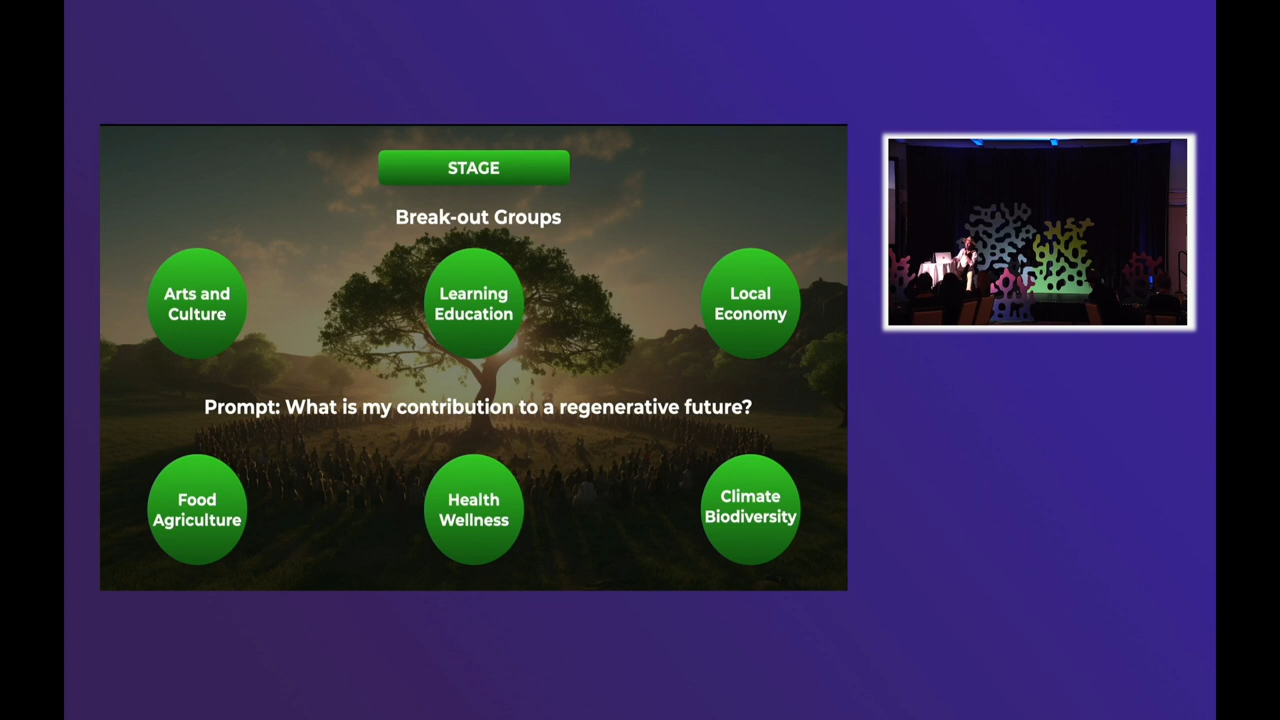 STAGE
Break-out Groups
Arts and
Culture
Learning
Education
Local
Economy
Prompt: What is my contribution to a regenerative future?
Food
Agriculture
Health
Wellness
Climate
Biodiversity